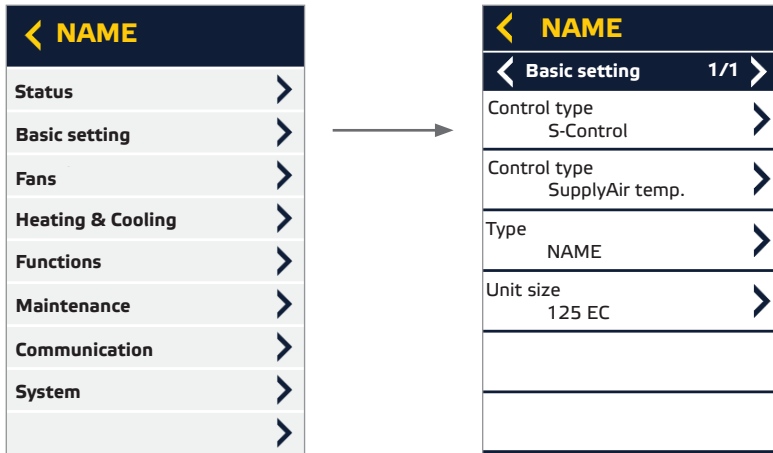 NAME
Status
Basic setting
Fans
Heating & Cooling
Functions
Maintenance
Communication
System
NAME
Basic setting 1/1
Control type
S-Control
Control type
SupplyAir temp.
Type
NAME
Unit size
125 EC